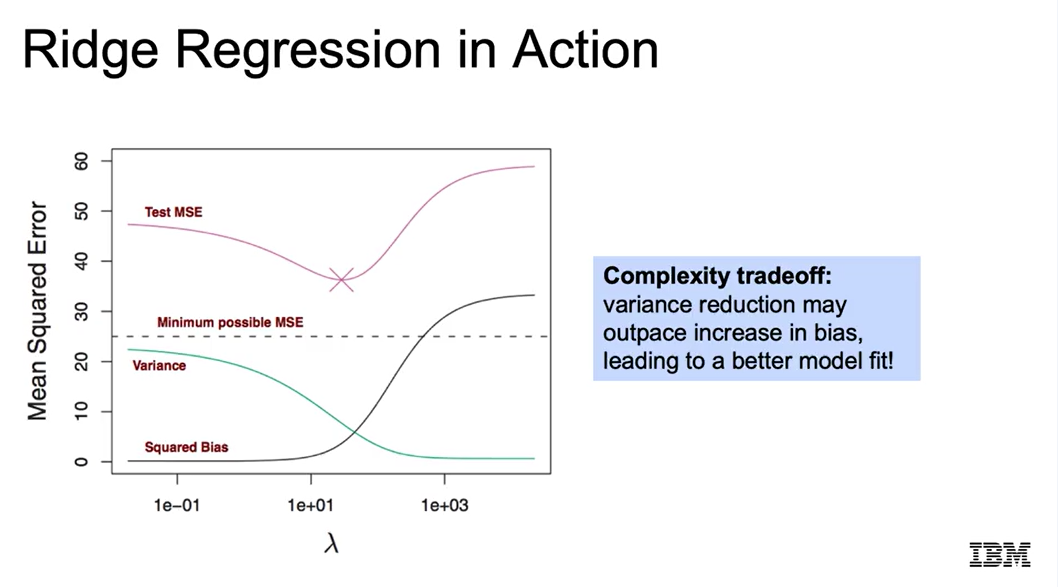 Ridge Regression in Action
Mean Squared Error
60
50
40
30
20
10
0
Test MSE
Minimum possible MSE
Variance
Squared Bias
1e−01
1e+01
1e+03
λ
Complexity tradeoff:
variance reduction may
outpace increase in bias,
leading to a better model fit!
IBM